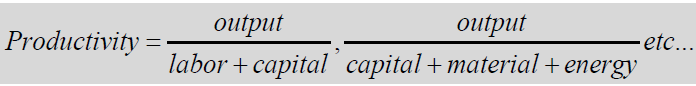 Productivity = output / labor + capital , output / capital + material + energy etc...